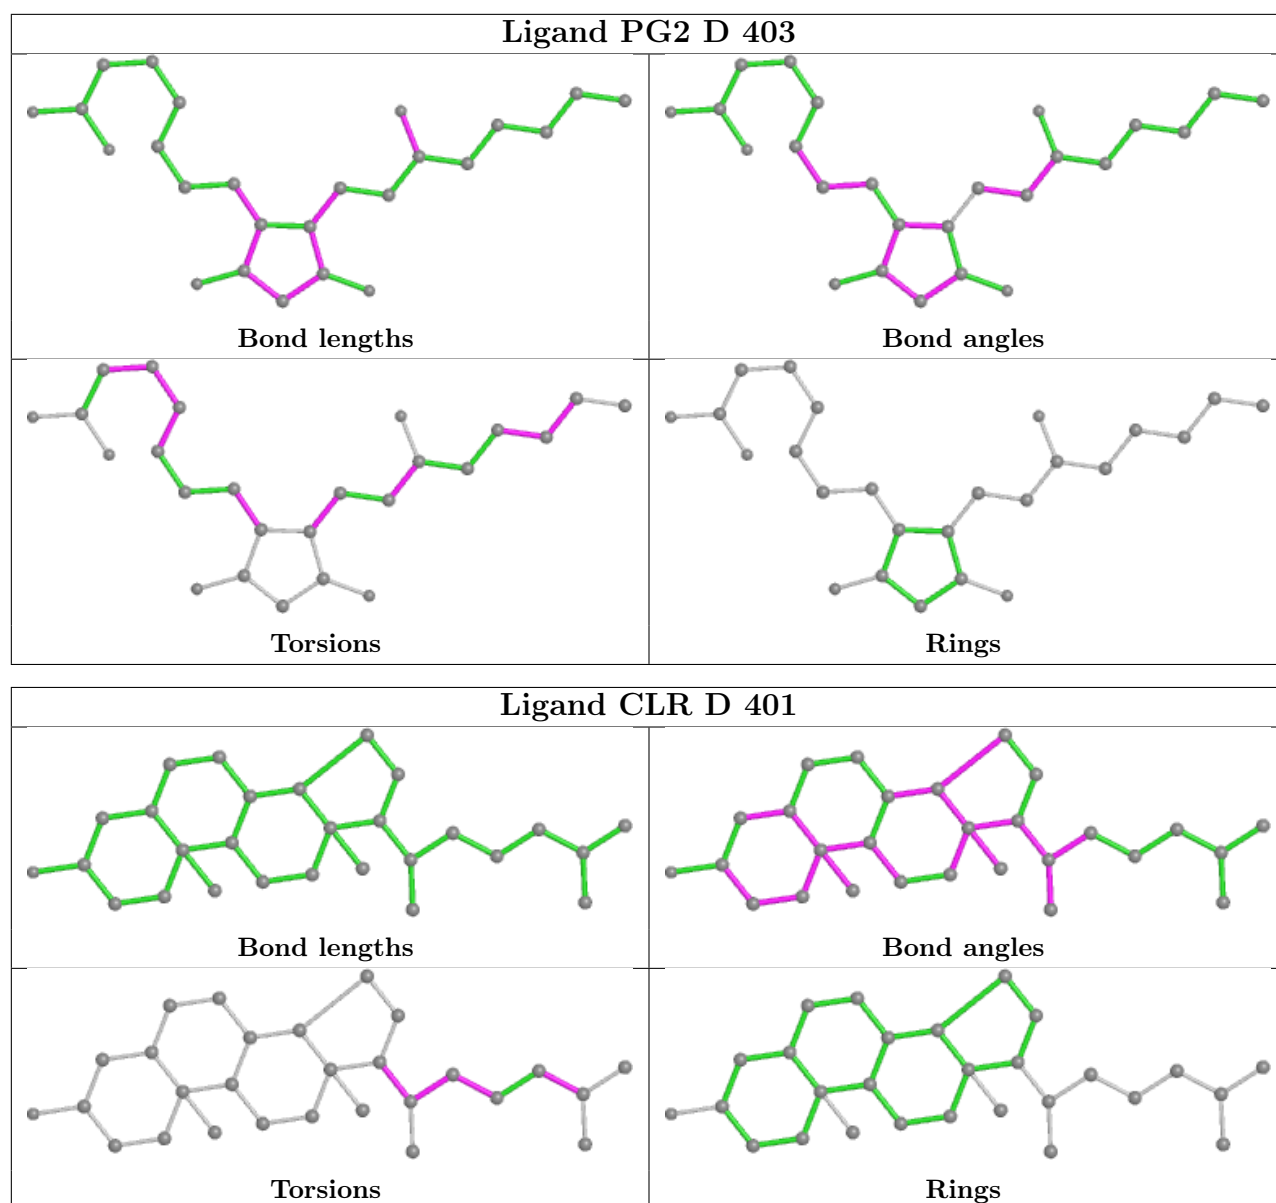 Ligand PG2 D 403
Bond lengths
Bond angles
Torsions
Rings
Ligand CLR D 401
Bond lengths
Bond angles
Torsions
Rings